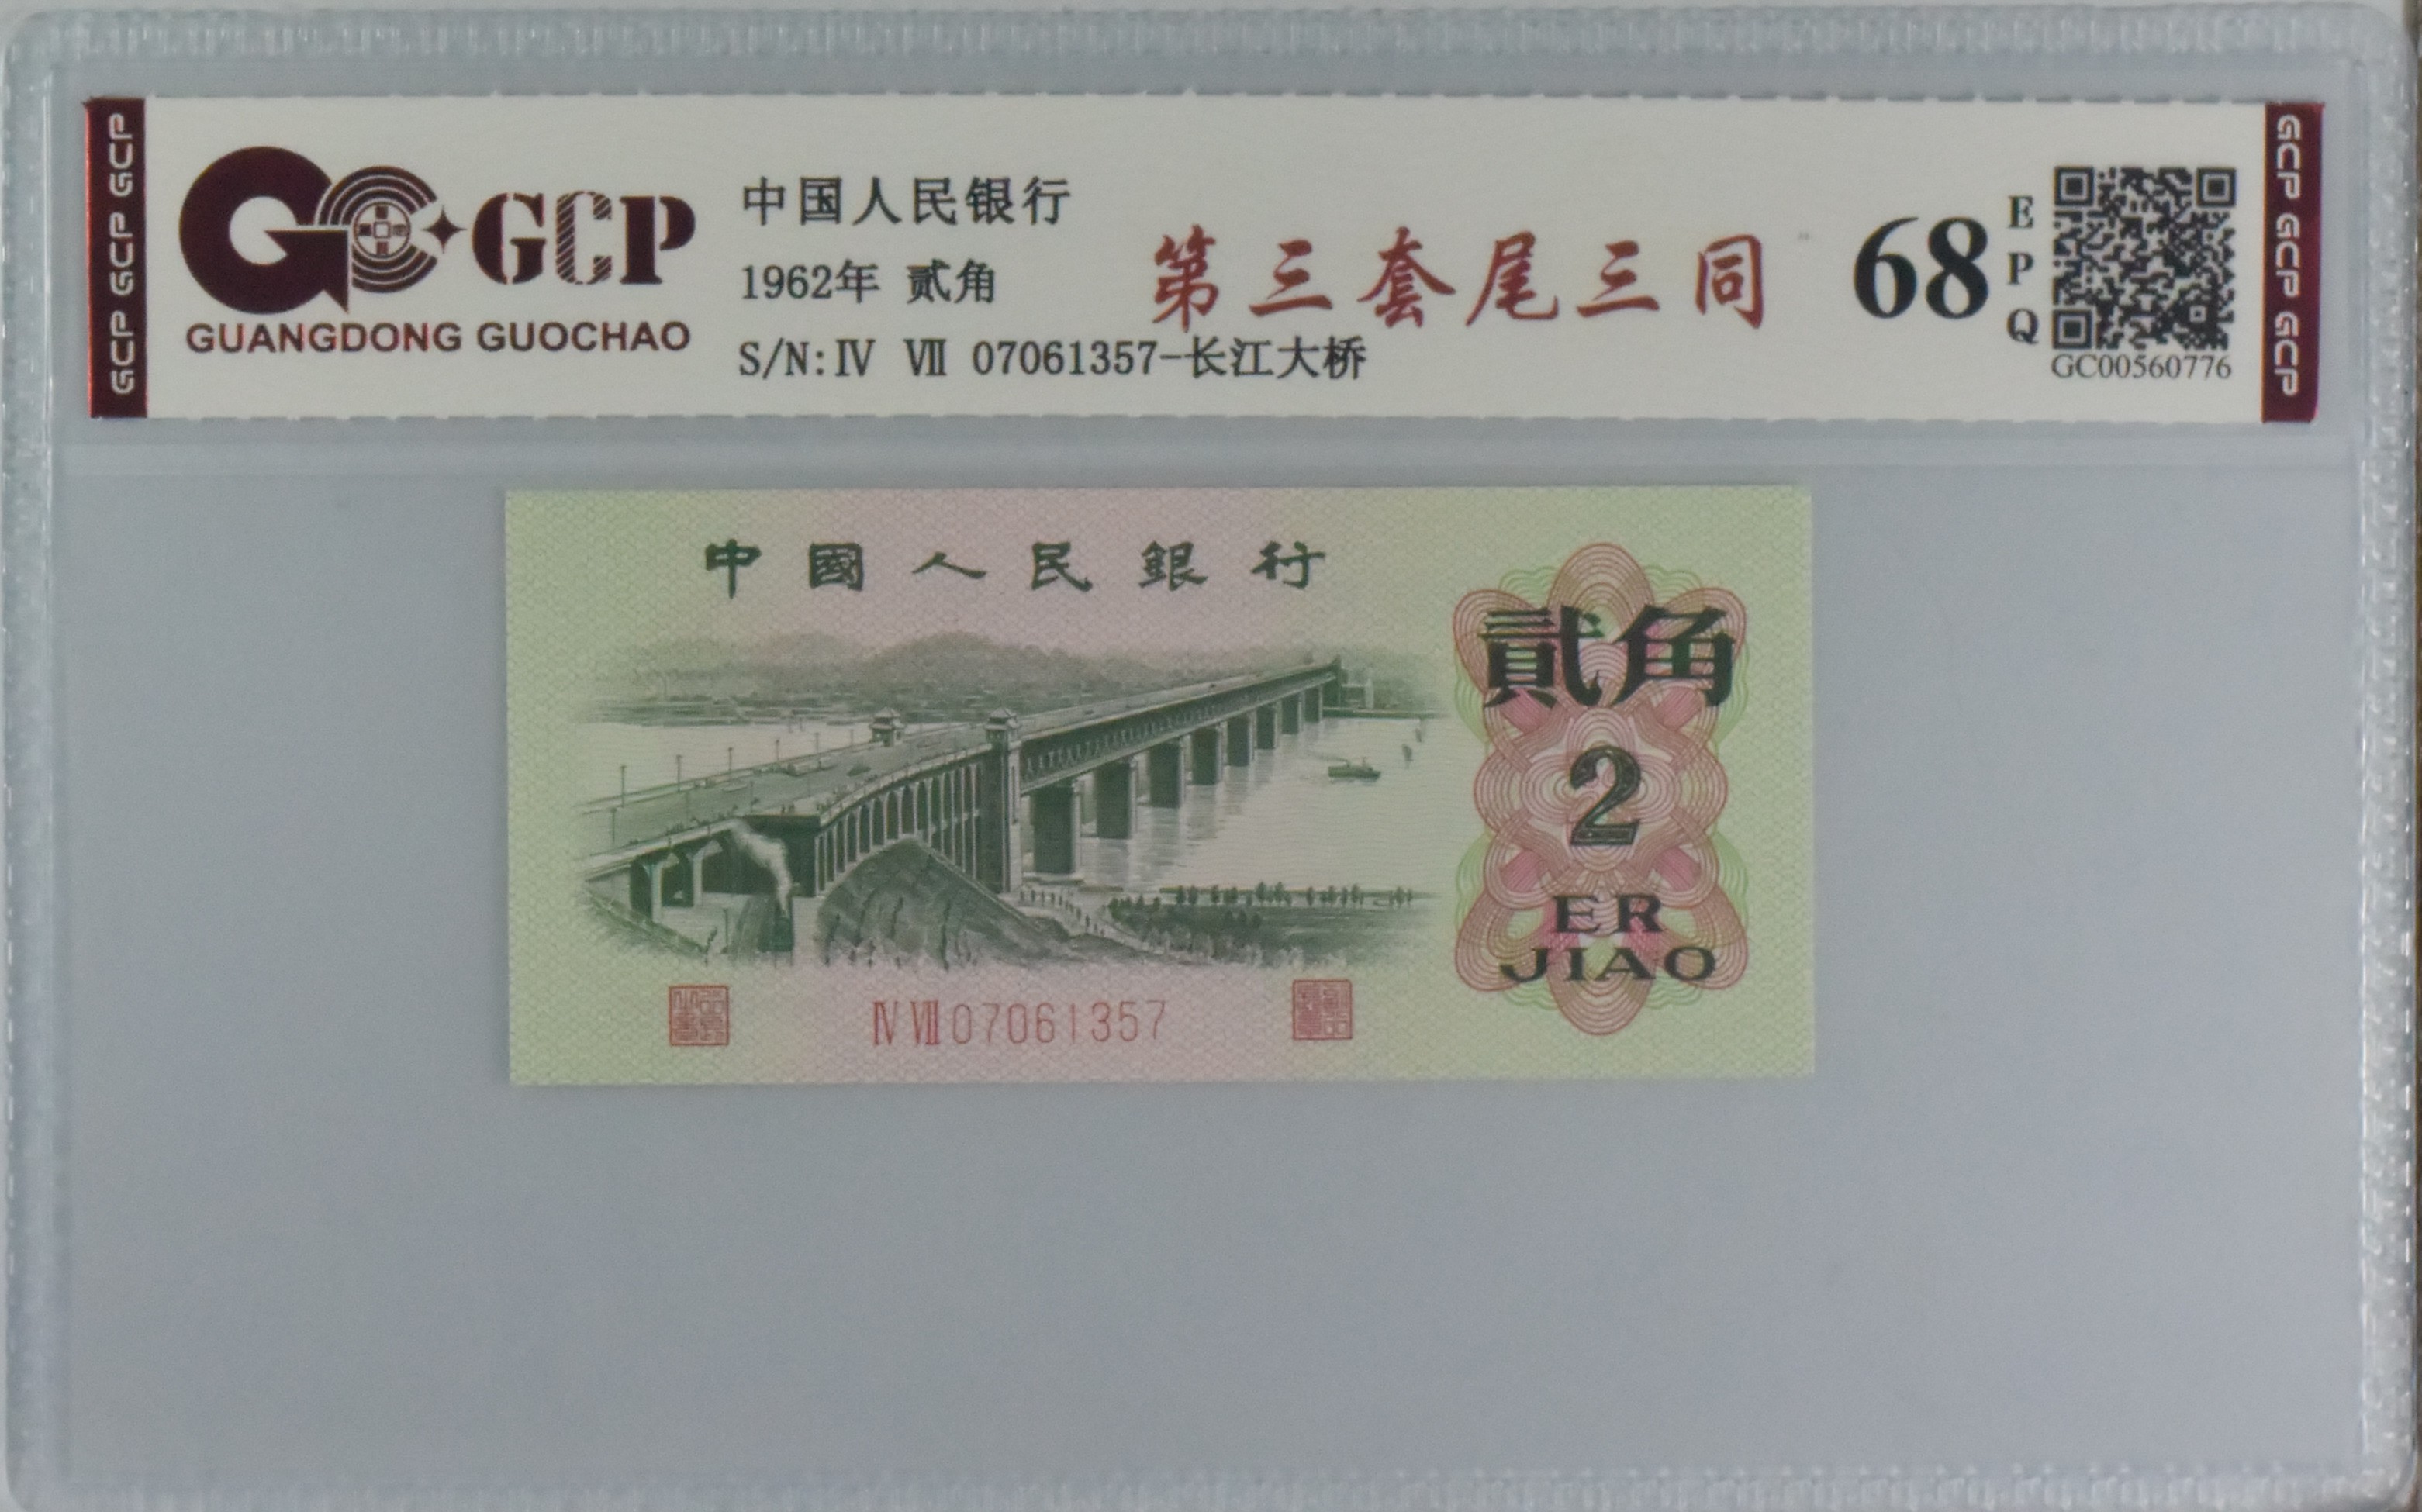 GCP GCP GCP
GCP
GUANGDONG GUOCHAO
中国人民银行
1962年 贰角
S/N:Ⅳ Ⅶ 07061357-长江大桥
第三套尾三同
68
EPQ
GC00560776
GCP GCP GCP
中國人民銀行
貳角
2
ER
JIAO
Ⅳ Ⅶ 07061357